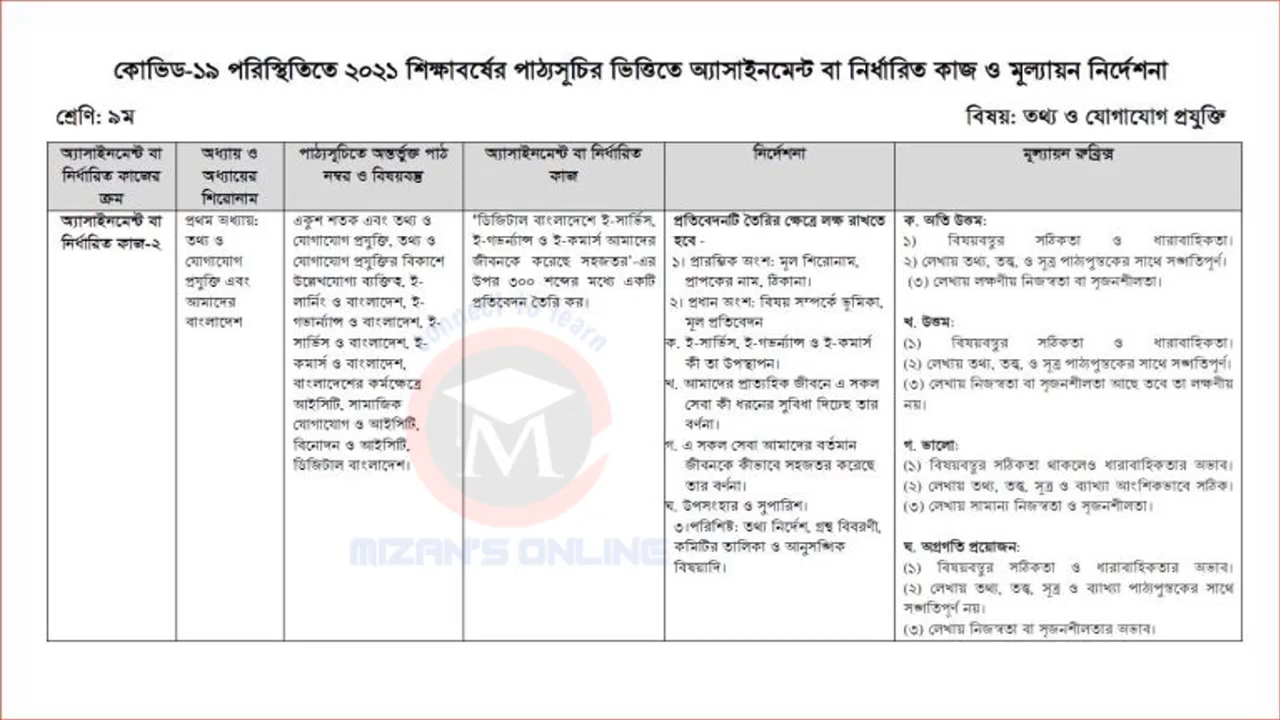 কোভিড-১৯ পরিস্থিতিতে ২০২১ শিক্ষাবর্ষের পাঠ্যসূচির ভিত্তিতে অ্যাসাইনমেন্ট বা নির্ধারিত কাজ ও মূল্যায়ন নির্দেশনা
শ্রেণি: ৯ম
বিষয়: তথ্য ও যোগাযোগ প্রযুক্তি
অ্যাসাইনমেন্ট বা
নির্ধারিত কাজের
ক্রম
অধ্যায় ও
অধ্যায়ের
শিরোনাম
পাঠ্যসূচিতে অন্তর্ভুক্ত পাঠ
নম্বর ও বিষয়বস্তু
অ্যাসাইনমেন্ট বা নির্ধারিত
কাজ
নির্দেশনা
মূল্যায়ন রুব্রিক্স
অ্যাসাইনমেন্ট বা
নির্ধারিত কাজ-২
প্রথম অধ্যায়:
তথ্য ও
যোগাযোগ
প্রযুক্তি এবং
আমাদের
বাংলাদেশ
একুশ শতক এবং তথ্য ও
যোগাযোগ প্রযুক্তি, তথ্য ও
যোগাযোগ প্রযুক্তির বিকাশে
উল্লেখযোগ্য ব্যক্তিত্ব, ই-
লার্নিং ও বাংলাদেশ, ই-
গভর্ন্যান্স ও বাংলাদেশ, ই-
সার্ভিস ও বাংলাদেশ, ই-
কমার্স ও বাংলাদেশ,
বাংলাদেশের কর্মক্ষেত্রে
আইসিটি, সামাজিক
যোগাযোগ ও আইসিটি,
বিনোদন ও আইসিটি,
ডিজিটাল বাংলাদেশ।
'ডিজিটাল বাংলাদেশে ই-সার্ভিস,
ই-গভর্ন্যান্স ও ই-কমার্স আমাদের
জীবনকে করেছে সহজতর'-এর
উপর ৩০০ শব্দের মধ্যে একটি
প্রতিবেদন তৈরি কর।
প্রতিবেদনটি তৈরির ক্ষেত্রে লক্ষ রাখতে
হবে -
১। প্রারম্ভিক অংশ: মূল শিরোনাম,
প্রাপকের নাম, ঠিকানা।
২। প্রধান অংশ: বিষয় সম্পর্কে ভূমিকা,
মূল প্রতিবেদন
ক. ই-সার্ভিস, ই-গভর্ন্যান্স ও ই-কমার্স
কী তা উপস্থাপন।
খ. আমাদের প্রাত্যহিক জীবনে এ সকল
সেবা কী ধরনের সুবিধা দিচ্ছে তার
বর্ণনা।
গ. এ সকল সেবা আমাদের বর্তমান
জীবনকে কীভাবে সহজতর করেছে
তার বর্ণনা।
ঘ. উপসংহার ও সুপারিশ।
৩।পরিশিষ্ট: তথ্য নির্দেশ, গ্রন্থ বিবরণী,
কমিটির তালিকা ও আনুসঙ্গিক
বিষয়াদি।
ক. অতি উত্তম:
১) বিষয়বস্তুর সঠিকতা ও ধারাবাহিকতা।
২) লেখায় তথ্য, তত্ত্ব, ও সূত্র পাঠ্যপুস্তকের সাথে সঙ্গতিপূর্ণ।
(৩) লেখায় লক্ষণীয় নিজস্বতা বা সৃজনশীলতা।
খ. উত্তম:
(১) বিষয়বস্তুর সঠিকতা ও ধারাবাহিকতা।
(২) লেখায় তথ্য, তত্ত্ব, ও সূত্র পাঠ্যপুস্তকের সাথে সঙ্গতিপূর্ণ।
(৩) লেখায় নিজস্বতা বা সৃজনশীলতা আছে তবে তা লক্ষণীয়
নয়।
গ. ভালো:
(১) বিষয়বস্তুর সঠিকতা থাকলেও ধারাবাহিকতার অভাব।
(২) লেখায় তথ্য, তত্ত্ব, সূত্র ও ব্যাখ্যা আংশিকভাবে সঠিক।
(৩) লেখায় সামান্য নিজস্বতা ও সৃজনশীলতা।
ঘ. অগ্রগতি প্রয়োজন:
(১) বিষয়বস্তুর সঠিকতা ও ধারাবাহিকতার অভাব।
(২) লেখায় তথ্য, তত্ত্ব, সূত্র ও ব্যাখ্যা পাঠ্যপুস্তকের সাথে
সঙ্গতিপূর্ণ নয়।
(৩) লেখায় নিজস্বতা বা সৃজনশীলতার অভাব।
connect to learn
M
MIZAN'S ONLINE